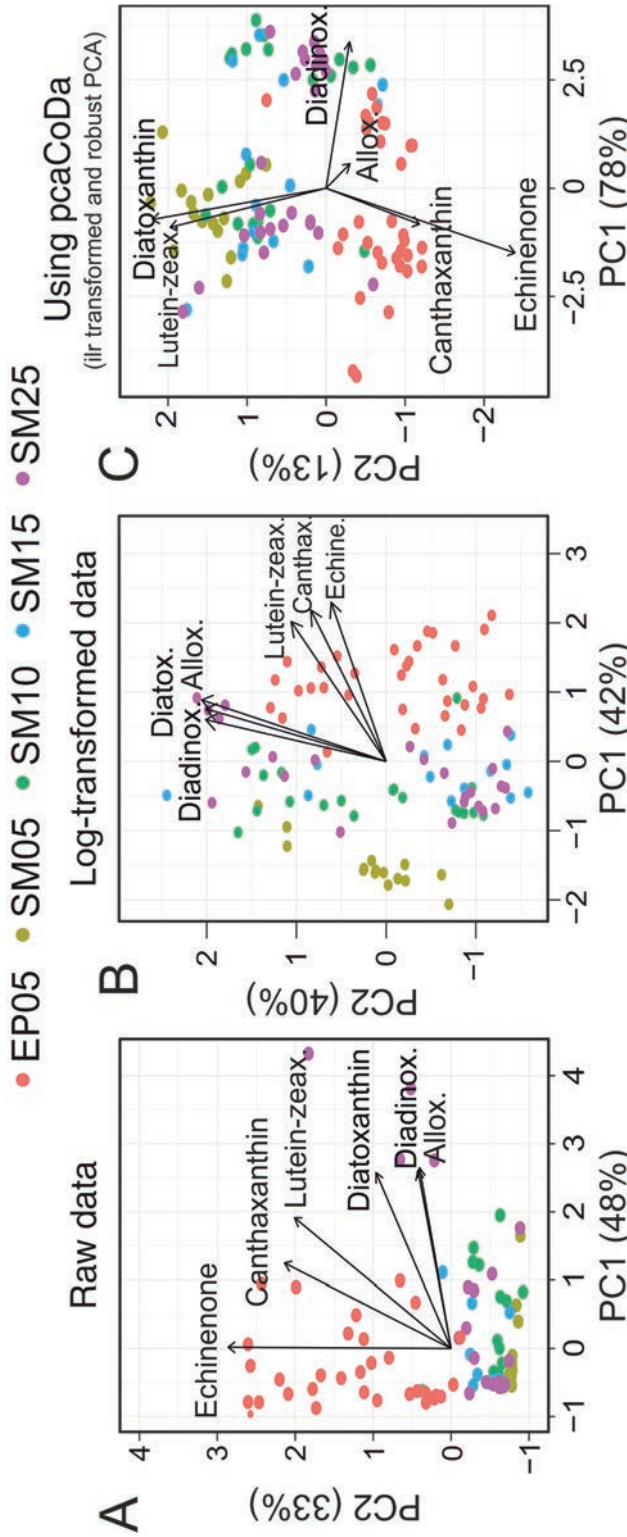 EP05 SM05 SM10 SM15 SM25
A
Raw data
PC2 (33%)
4
3
2
1
0
−1
Echinenone
Canthaxanthin
Lutein-zeax.
Diatoxanthin
Diadinox.
Allox.
−1 0 1 2 3 4
PC1 (48%)
B
Log-transformed data
PC2 (40%)
2
1
0
−1
Diatox.
Diadinox.
Allox.
Lutein-zeax.
Canthax.
Echine.
−2 −1 0 1 2 3
PC1 (42%)
C
Using pcaCoDa
(ilr transformed and robust PCA)
PC2 (13%)
2
1
0
−1
−2
Diatoxanthin
Lutein-zeax.
Diadinox.
Allox.
Canthaxanthin
Echinenone
−2.5 0 2.5
PC1 (78%)